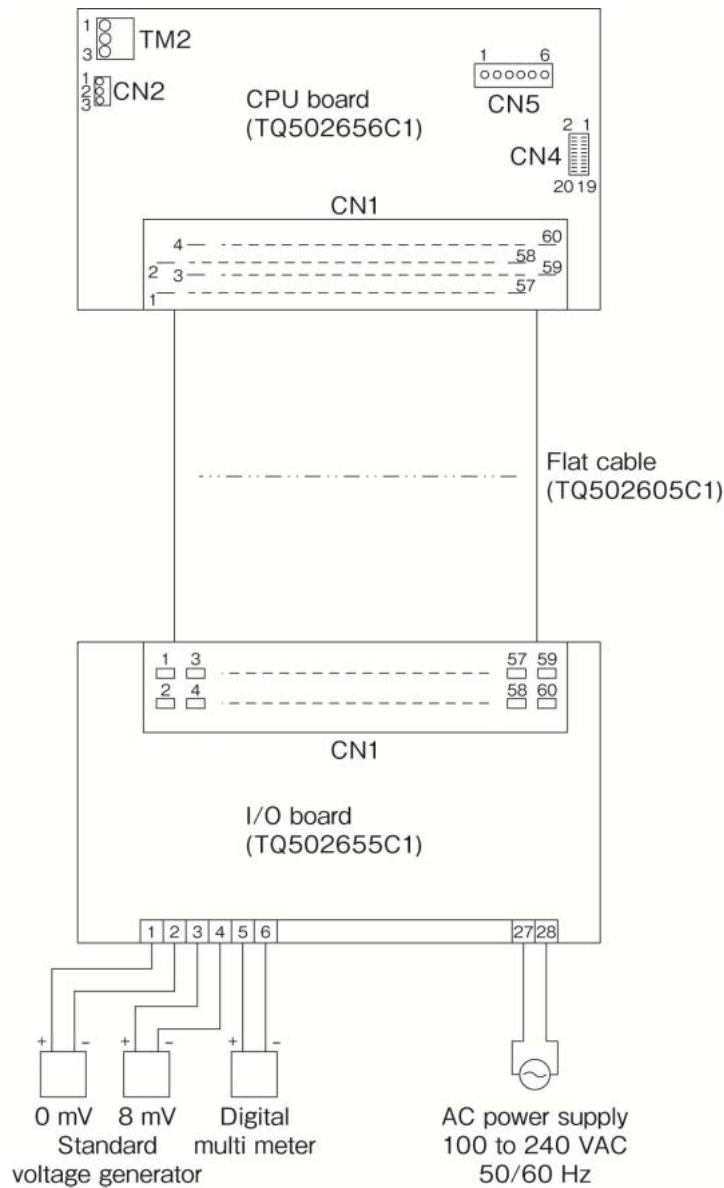 1
3
TM2
1
2
3
CN2
CPU board
(TQ502656C1)
1 6
CN5
2 1
CN4
20 19
CN1
4 60
2 58
3 59
1 57
Flat cable
(TQ502605C1)
1 3 57 59
2 4 58 60
CN1
I/O board
(TQ502655C1)
1 2 3 4 5 6 27 28
+ - + - + -
0 mV 8 mV
Standard
voltage generator
Digital
multi meter
AC power supply
100 to 240 VAC
50/60 Hz